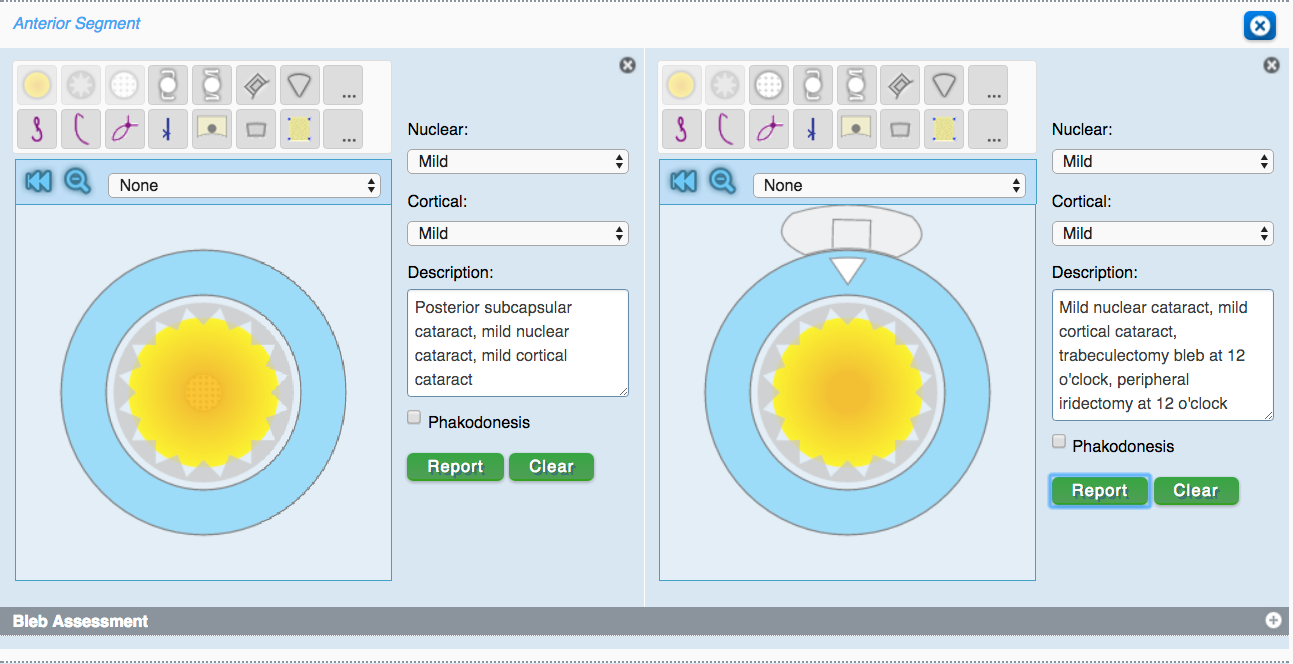 Anterior Segment
...
...
None
Nuclear:
Mild
Cortical:
Mild
Description:
Posterior subcapsular
cataract, mild nuclear
cataract, mild cortical
cataract
Phakodonesis
Report Clear
...
...
None
Nuclear:
Mild
Cortical:
Mild
Description:
Mild nuclear cataract, mild
cortical cataract,
trabeculectomy bleb at 12
o'clock, peripheral
iridectomy at 12 o'clock
Phakodonesis
Report Clear
Bleb Assessment